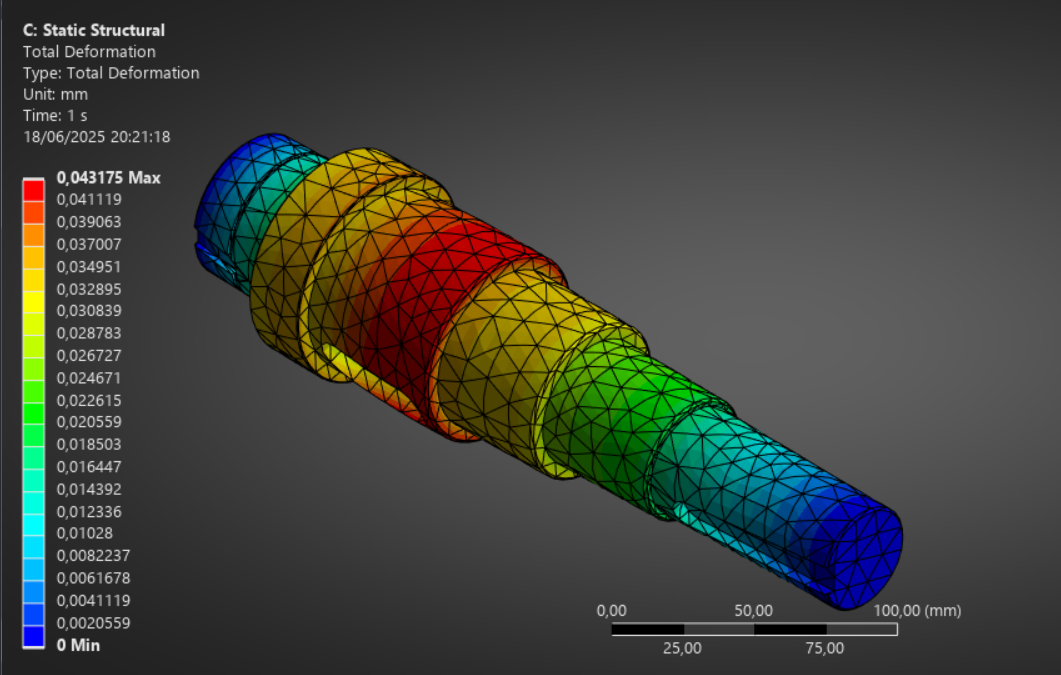 C: Static Structural
Total Deformation
Type: Total Deformation
Unit: mm
Time: 1 s
18/06/2025 20:21:18
0,043175 Max
0,041119
0,039063
0,037007
0,034951
0,032895
0,030839
0,028783
0,026727
0,024671
0,022615
0,020559
0,018503
0,016447
0,014392
0,012336
0,01028
0,0082237
0,0061678
0,0041119
0,0020559
0 Min
0,00 50,00 100,00 (mm)
25,00 75,00